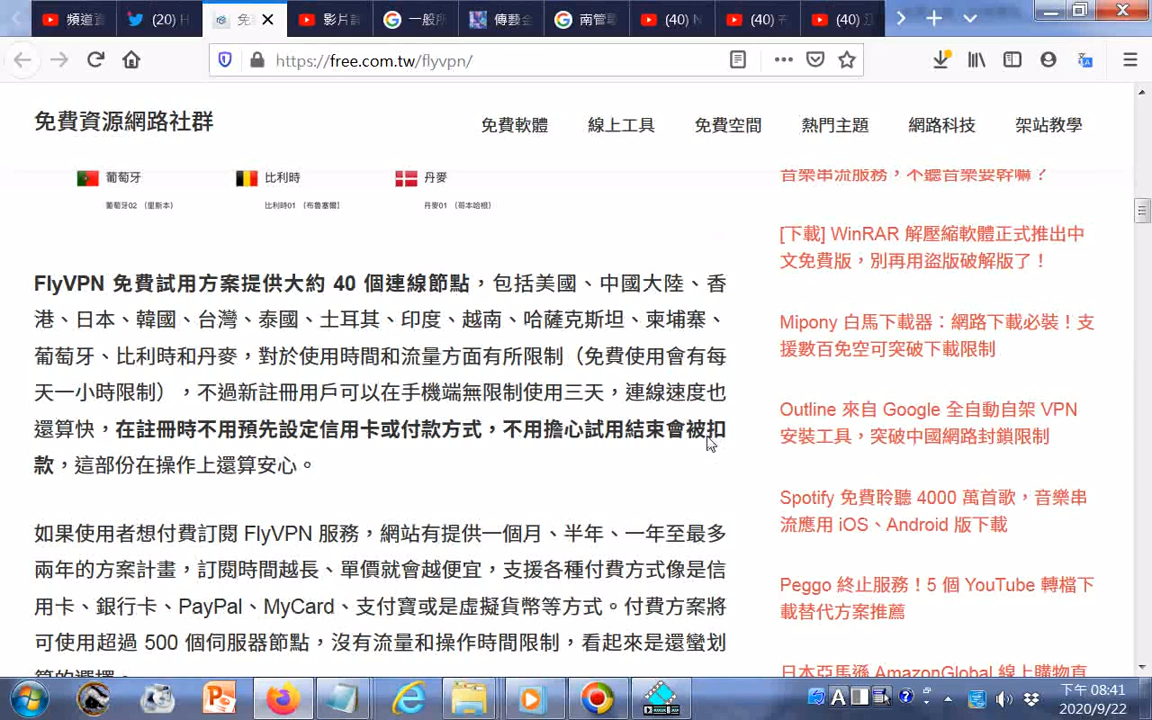 頻道資
(20) H
免
影片討
一般所
傳藝金
南管
(40) N
(40)
(40) 江
https://free.com.tw/flyvpn/
免費資源網路社群
免費軟體 線上工具 免費空間 熱門主題 網路科技 架站教學
葡萄牙 比利時 丹麥
葡萄牙02 (里斯本) 比利時01 (布魯塞爾) 丹麥01 (哥本哈根)
FlyVPN 免費試用方案提供大約 40 個連線節點，包括美國、中國大陸、香
港、日本、韓國、台灣、泰國、土耳其、印度、越南、哈薩克斯坦、柬埔寨、
葡萄牙、比利時和丹麥，對於使用時間和流量方面有所限制（免費使用會有每
天一小時限制），不過新註冊用戶可以在手機端無限制使用三天，連線速度也
還算快，在註冊時不用預先設定信用卡或付款方式，不用擔心試用結束會被扣
款，這部份在操作上還算安心。
如果使用者想付費訂閱 FlyVPN 服務，網站有提供一個月、半年、一年至最多
兩年的方案計畫，訂閱時間越長、單價就會越便宜，支援各種付費方式像是信
用卡、銀行卡、PayPal、MyCard、支付寶或是虛擬貨幣等方式。付費方案將
可使用超過 500 個伺服器節點，沒有流量和操作時間限制，看起來是還蠻划
算的選擇。
音樂串流服務，不聽音樂要幹嘛？
[下載] WinRAR 解壓縮軟體正式推出中
文免費版，別再用盜版破解版了！
Mipony 白馬下載器：網路下載必裝！支
援數百免空可突破下載限制
Outline 來自 Google 全自動自架 VPN
安裝工具，突破中國網路封鎖限制
Spotify 免費聆聽 4000 萬首歌，音樂串
流應用 iOS、Android 版下載
Peggo 終止服務！5 個 YouTube 轉檔下
載替代方案推薦
日本亞馬遜 AmazonGlobal 線上購物直
下午 08:41
2020/9/22